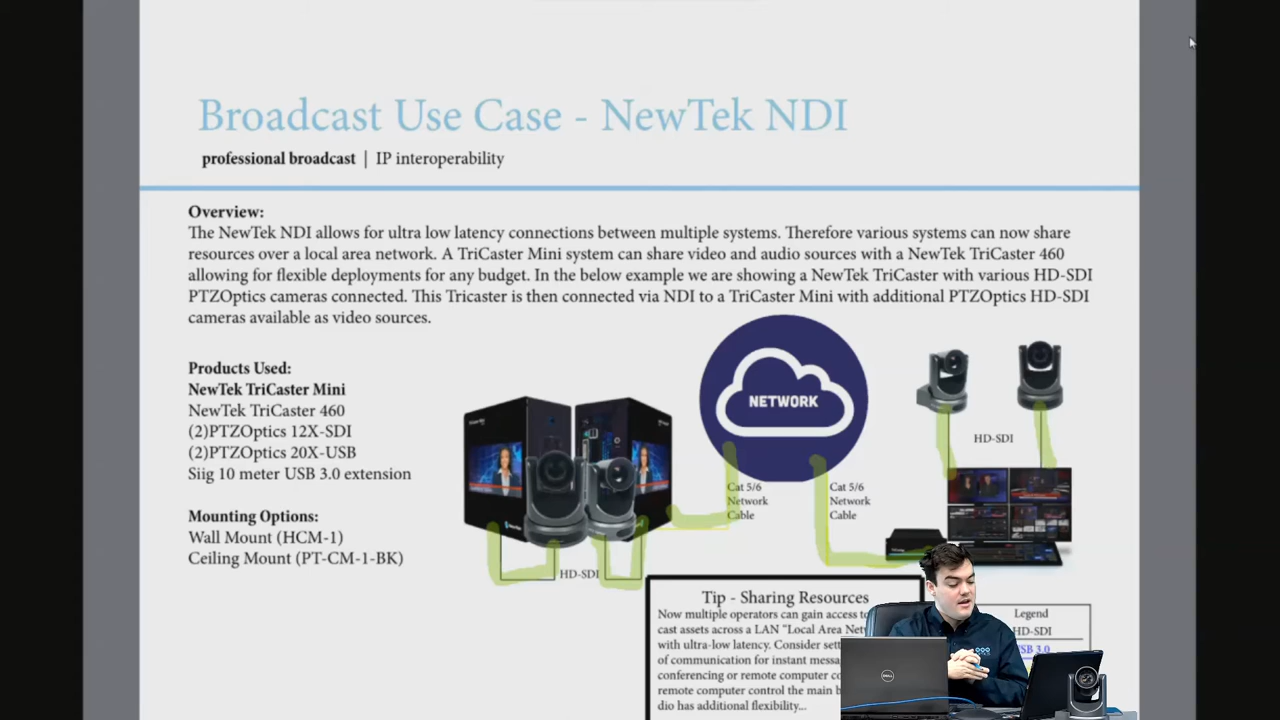 Broadcast Use Case - NewTek NDI
professional broadcast | IP interoperability
Overview:
The NewTek NDI allows for ultra low latency connections between multiple systems. Therefore various systems can now share
resources over a local area network. A TriCaster Mini system can share video and audio sources with a NewTek TriCaster 460
allowing for flexible deployments for any budget. In the below example we are showing a NewTek TriCaster with various HD-SDI
PTZOptics cameras connected. This Tricaster is then connected via NDI to a TriCaster Mini with additional PTZOptics HD-SDI
cameras available as video sources.
Products Used:
NewTek TriCaster Mini
NewTek TriCaster 460
(2)PTZOptics 12X-SDI
(2)PTZOptics 20X-USB
Siig 10 meter USB 3.0 extension
Mounting Options:
Wall Mount (HCM-1)
Ceiling Mount (PT-CM-1-BK)
NETWORK
Cat 5/6
Network
Cable
Cat 5/6
Network
Cable
HD-SDI
HD-SDI
Tip - Sharing Resources
Now multiple operators can gain access to
cast assets across a LAN "Local Area Net
with ultra-low latency. Consider set
of communication for instant messa
conferencing or remote computer co
remote computer control the main b
dio has additional flexibility...
Legend
HD-SDI
USB 3.0
DELL